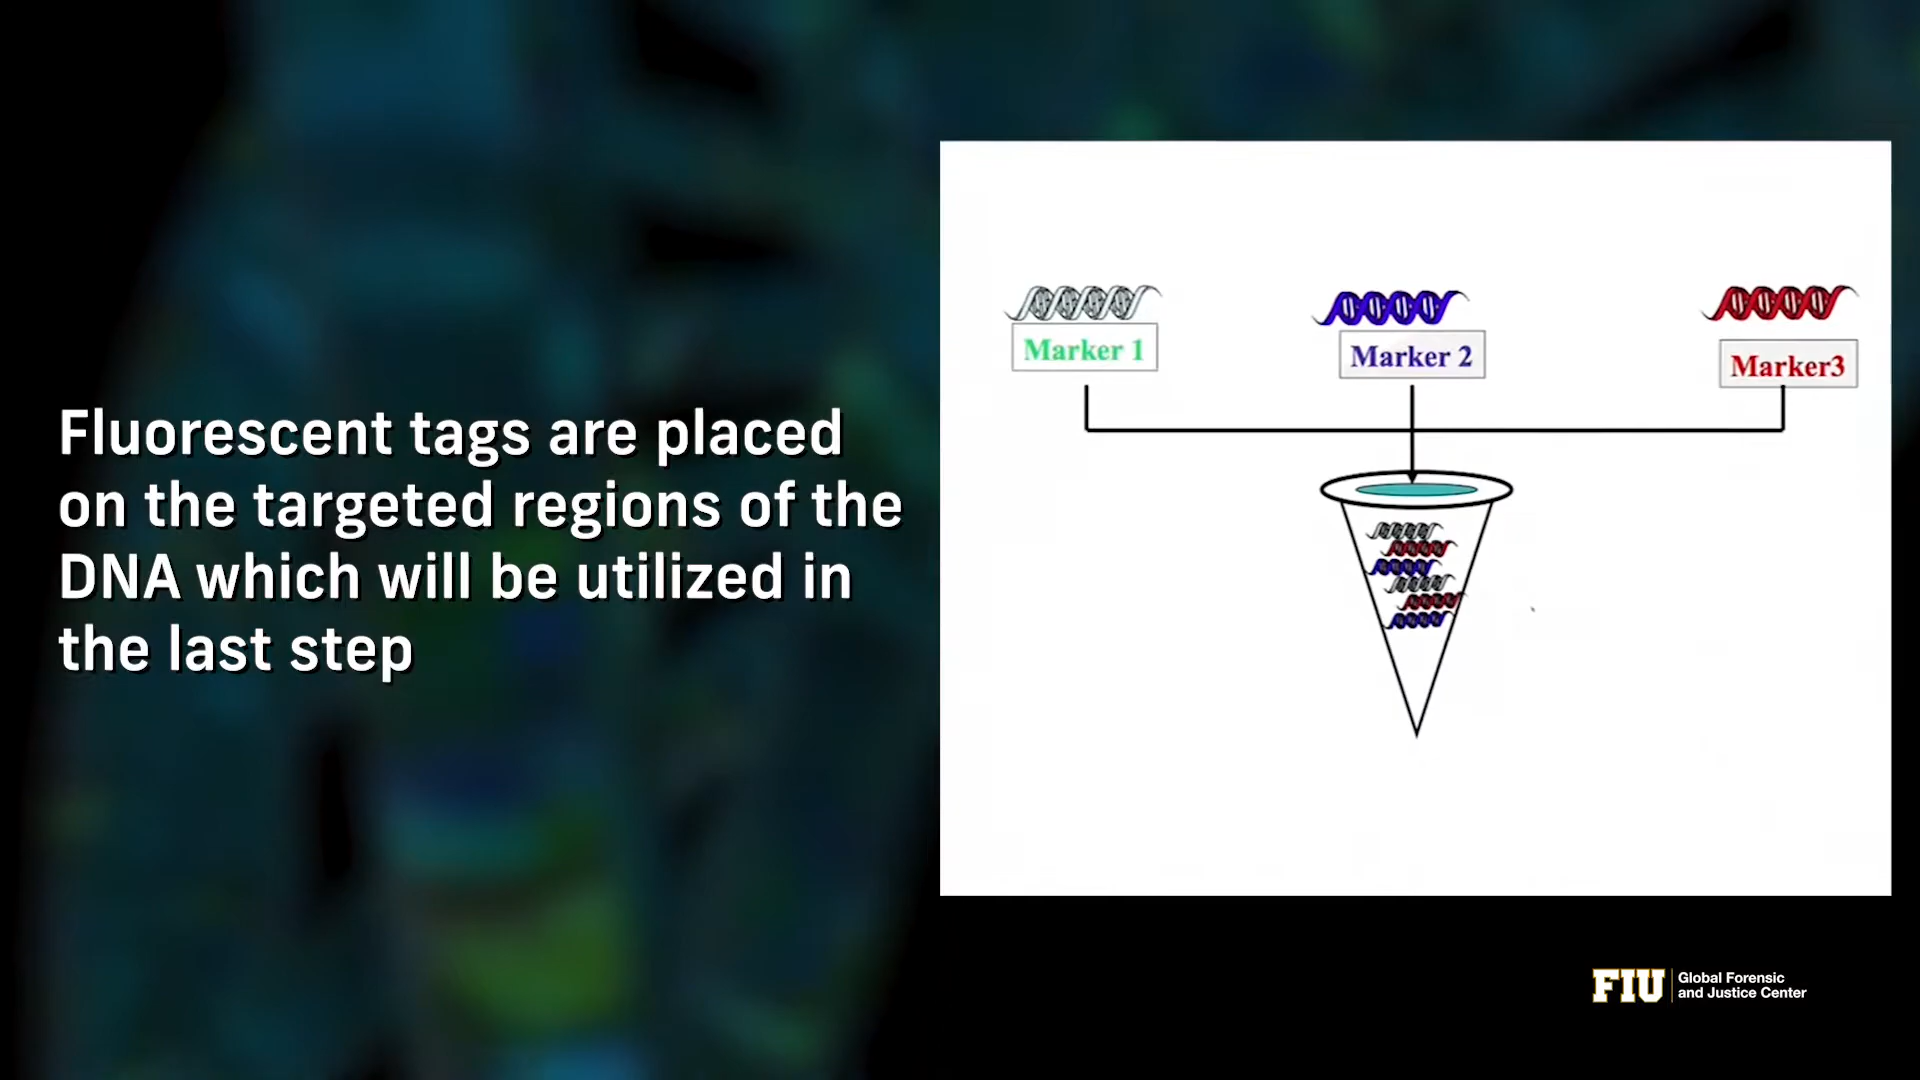 Fluorescent tags are placed
on the targeted regions of the
DNA which will be utilized in
the last step
Marker 1
Marker 2
Marker3
FIU
Global Forensic
and Justice Center